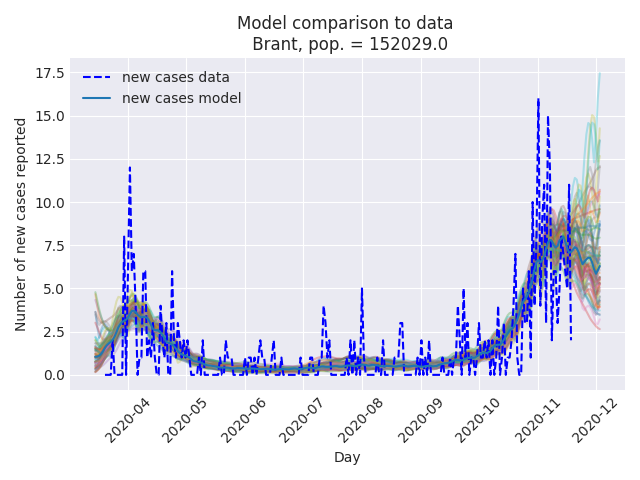 Model comparison to data
Brant, pop. = 152029.0
new cases data
new cases model
Number of new cases reported
17.5
15.0
12.5
10.0
7.5
5.0
2.5
0.0
2020-04
2020-05
2020-06
2020-07
2020-08
2020-09
2020-10
2020-11
2020-12
Day